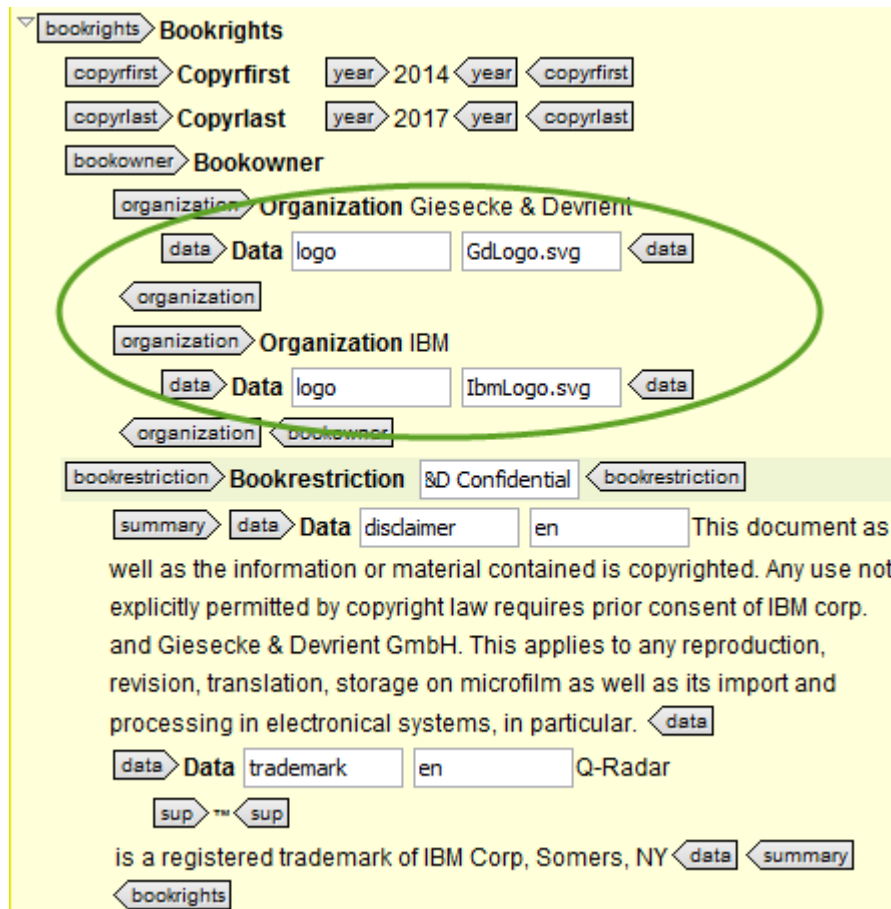 bookrights Bookrights
copyrfirst Copyrfirst year 2014 year copyrfirst
copyrlast Copyrlast year 2017 year copyrlast
bookowner Bookowner
organization Organization Giesecke & Devrient
data Data logo GdLogo.svg data
organization
organization Organization IBM
data Data logo IbmLogo.svg data
organization bookowner
bookrestriction Bookrestriction &D Confidential bookrestriction
summary data Data disclaimer en This document as
well as the information or material contained is copyrighted. Any use not
explicitly permitted by copyright law requires prior consent of IBM corp.
and Giesecke & Devrient GmbH. This applies to any reproduction,
revision, translation, storage on microfilm as well as its import and
processing in electronical systems, in particular. data
data Data trademark en Q-Radar
sup ™ sup
is a registered trademark of IBM Corp, Somers, NY data summary
bookrights